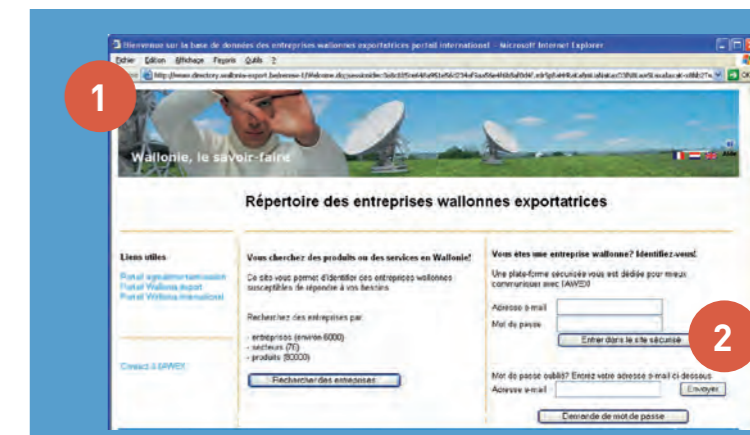 Bienvenue sur la base de données des entreprises wallonnes exportatrices portail international - Microsoft Internet Explorer
Fichier Edition Affichage Favoris Outils ?
1
Wallonie, le savoir-faire
Répertoire des entreprises wallonnes exportatrices
Liens utiles
Portail Wallonia export
Portail Wallonia international
Contact à l'AWEX
Vous cherchez des produits ou des services en Wallonie!
Ce site vous permet d'identifier des entreprises wallonnes
susceptibles de répondre à vos besoins
Recherchez des entreprises par:
- entreprises (environ 6000)
- secteurs (76)
- produits (80000)
Rechercher des entreprises
Vous êtes une entreprise wallonne? Identifiez-vous!
Une plate-forme sécurisée vous est dédiée pour mieux
communiquer avec l'AWEX!
Adresse e-mail
Mot de passe
Entrer dans le site sécurisé
2
Mot de passe oublié? Entrez votre adresse e-mail ci-dessous
Adresse e-mail
Envoyer
Demande de mot de passe